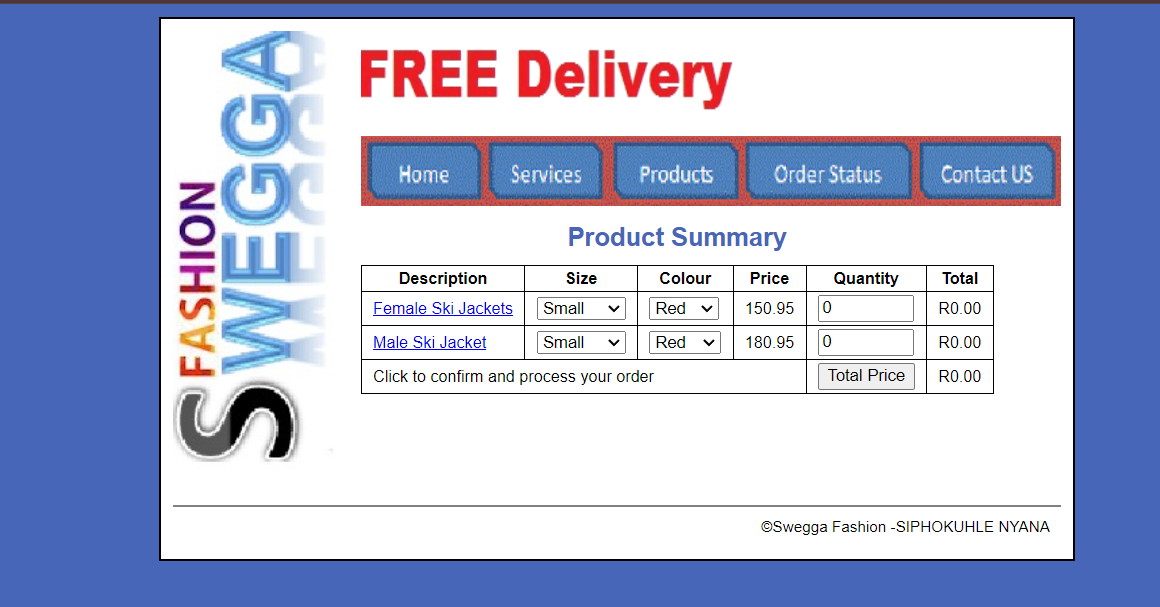 SWEGGA
FASHION
FREE Delivery
Home Services Products Order Status Contact US
Product Summary
Description Size Colour Price Quantity Total
Female Ski Jackets Small Red 150.95 0 R0.00
Male Ski Jacket Small Red 180.95 0 R0.00
Click to confirm and process your order Total Price R0.00
©Swegga Fashion -SIPHOKUHLE NYANA